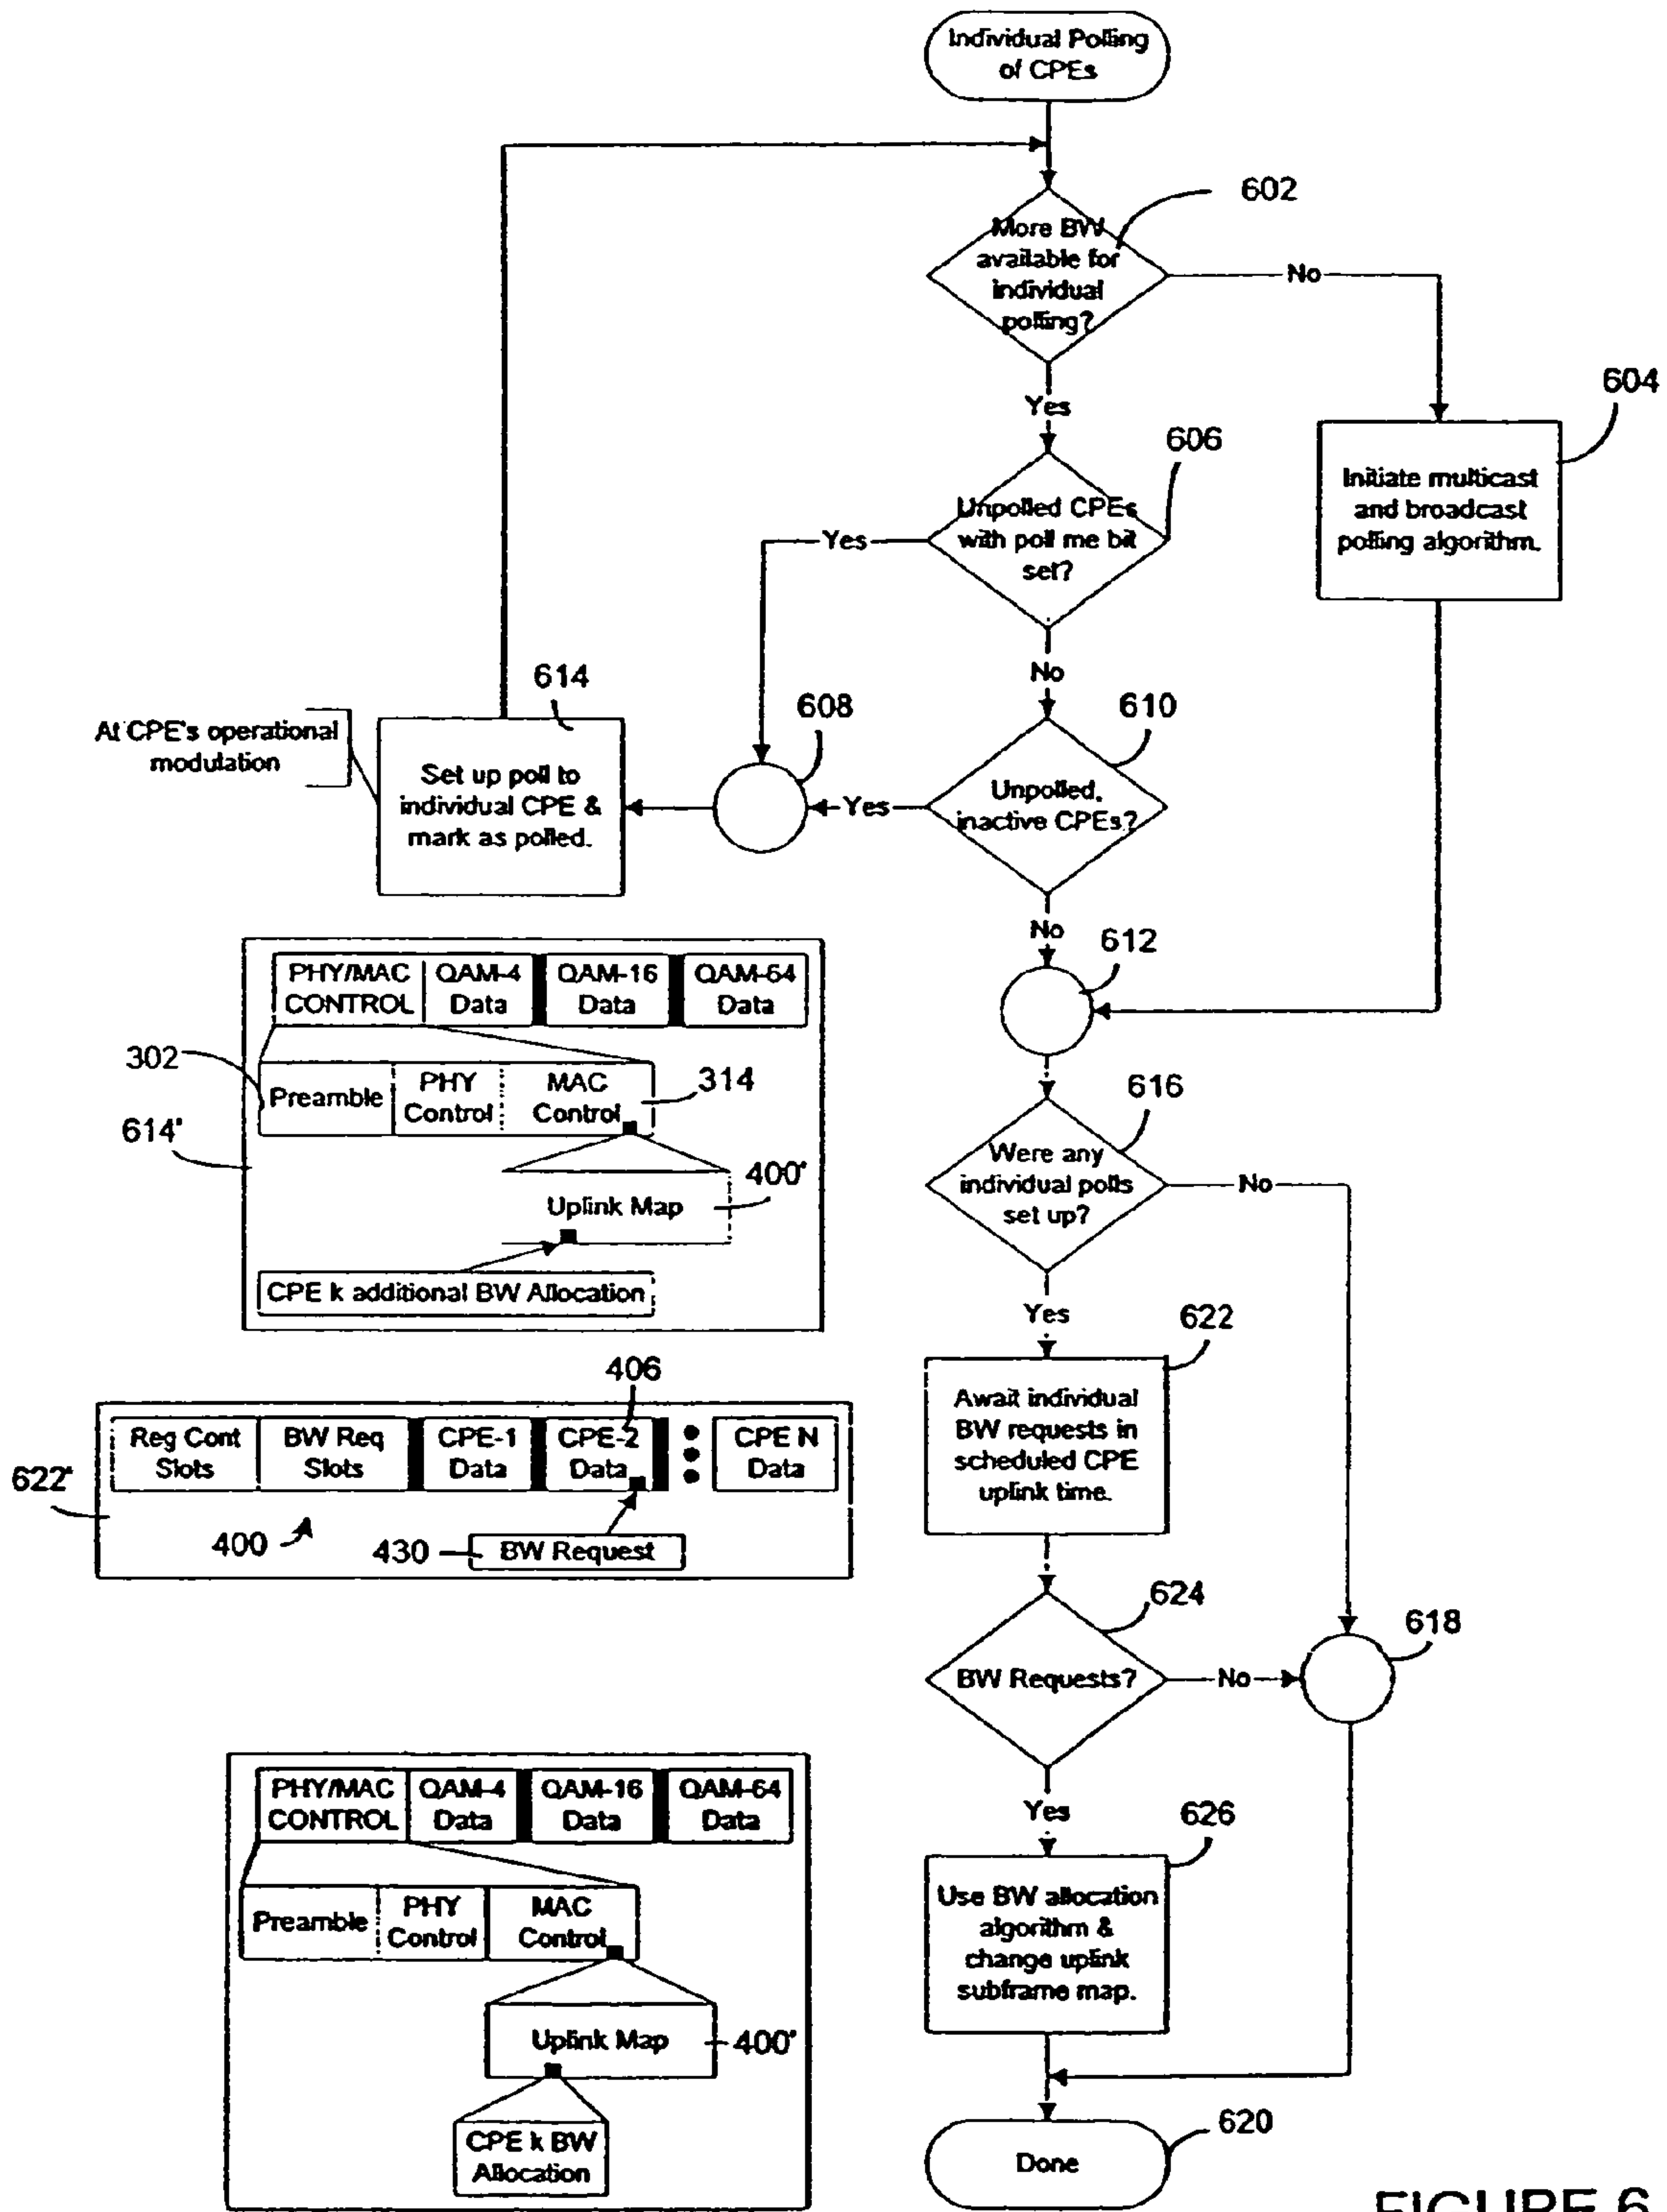 Individual Polling
of CPEs
602
More BW
available for
individual
polling?
No
Yes
604
Initiate multicast
and broadcast
polling algorithm.
606
Unpolled CPEs
with poll me bit
set?
Yes
No
614
At CPE's operational
modulation
Set up poll to
individual CPE &
mark as polled.
608
610
Unpolled,
inactive CPEs?
Yes
No
612
PHY/MAC
CONTROL
QAM-4
Data
QAM-16
Data
QAM-64
Data
302
Preamble
PHY
Control
MAC
Control
314
614'
Uplink Map
400'
CPE k additional BW Allocation
616
Were any
individual polls
set up?
No
Yes
622
Await individual
BW requests in
scheduled CPE
uplink time.
406
Reg Cont
Slots
BW Req
Slots
CPE-1
Data
CPE-2
Data
CPE N
Data
622'
400
430
BW Request
624
BW Requests?
No
618
Yes
626
Use BW allocation
algorithm &
change uplink
subframe map.
PHY/MAC
CONTROL
QAM-4
Data
QAM-16
Data
QAM-64
Data
Preamble
PHY
Control
MAC
Control
Uplink Map
400'
CPE k BW
Allocation
620
Done
FIGURE 6